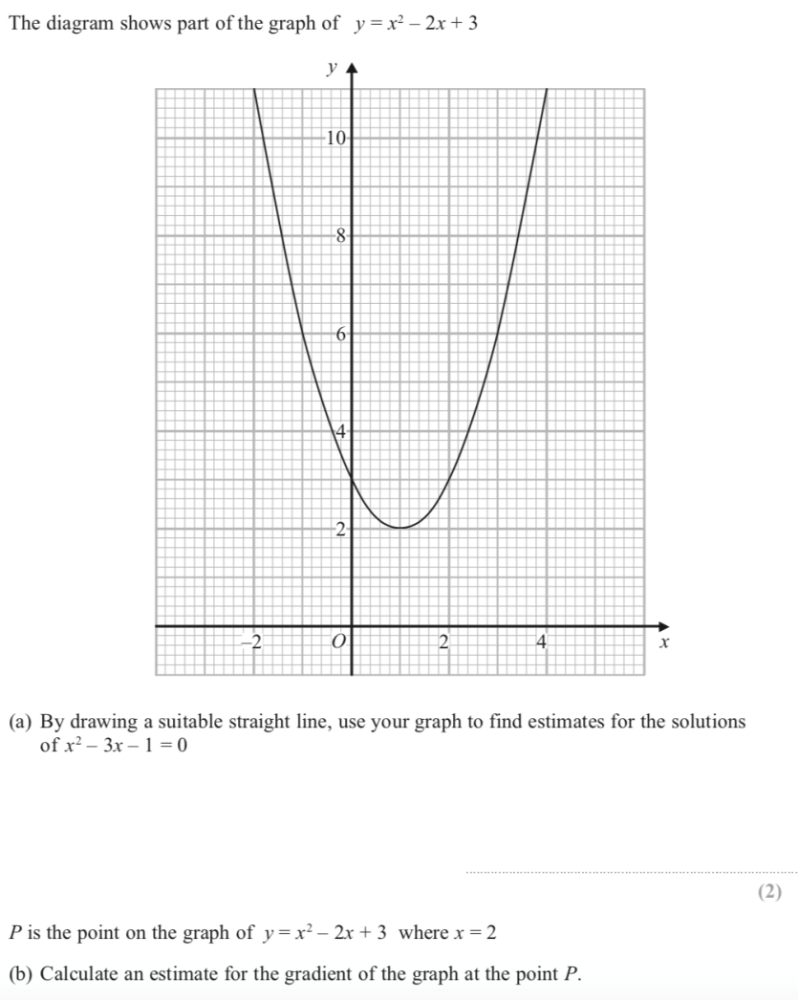 The diagram shows part of the graph of y = x² – 2x + 3
y
10
8
6
4
2
–2 O 2 4 x
(a) By drawing a suitable straight line, use your graph to find estimates for the solutions
of x² – 3x – 1 = 0
(2)
P is the point on the graph of y = x² – 2x + 3 where x = 2
(b) Calculate an estimate for the gradient of the graph at the point P.